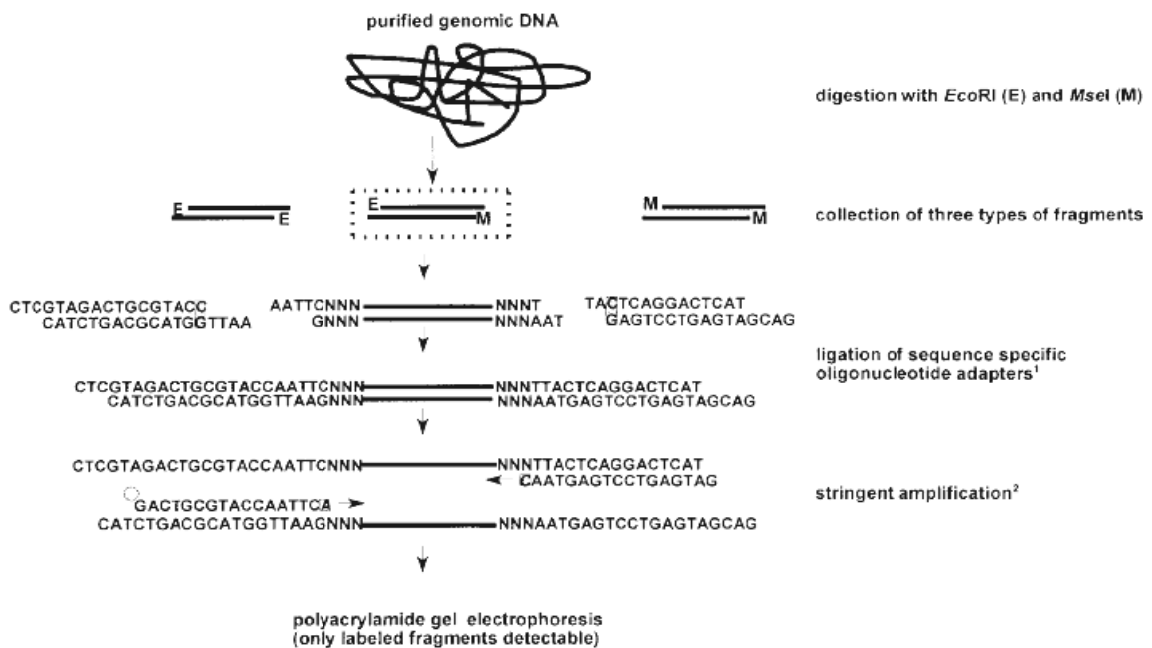 purified genomic DNA
digestion with EcoRI (E) and MseI (M)
E E
E M
M M
collection of three types of fragments
CTCGTAGACTGCGTACC AATTCNNN NNNT TACTCAGGACTCAT
CATCTGACGCATGGTTAA GNNN NNNAAT GAGTCCTGAGTAGCAG
ligation of sequence specific
oligonucleotide adapters¹
CTCGTAGACTGCGTACCAATTCNNN NNNTTACTCAGGACTCAT
CATCTGACGCATGGTTAAGNNN NNNAATGAGTCCTGAGTAGCAG
CTCGTAGACTGCGTACCAATTCNNN NNNTTACTCAGGACTCAT
CAATGAGTCCTGAGTAG
stringent amplification²
GACTGCGTACCAATTCA
CATCTGACGCATGGTTAAGNNN NNNAATGAGTCCTGAGTAGCAG
polyacrylamide gel electrophoresis
(only labeled fragments detectable)